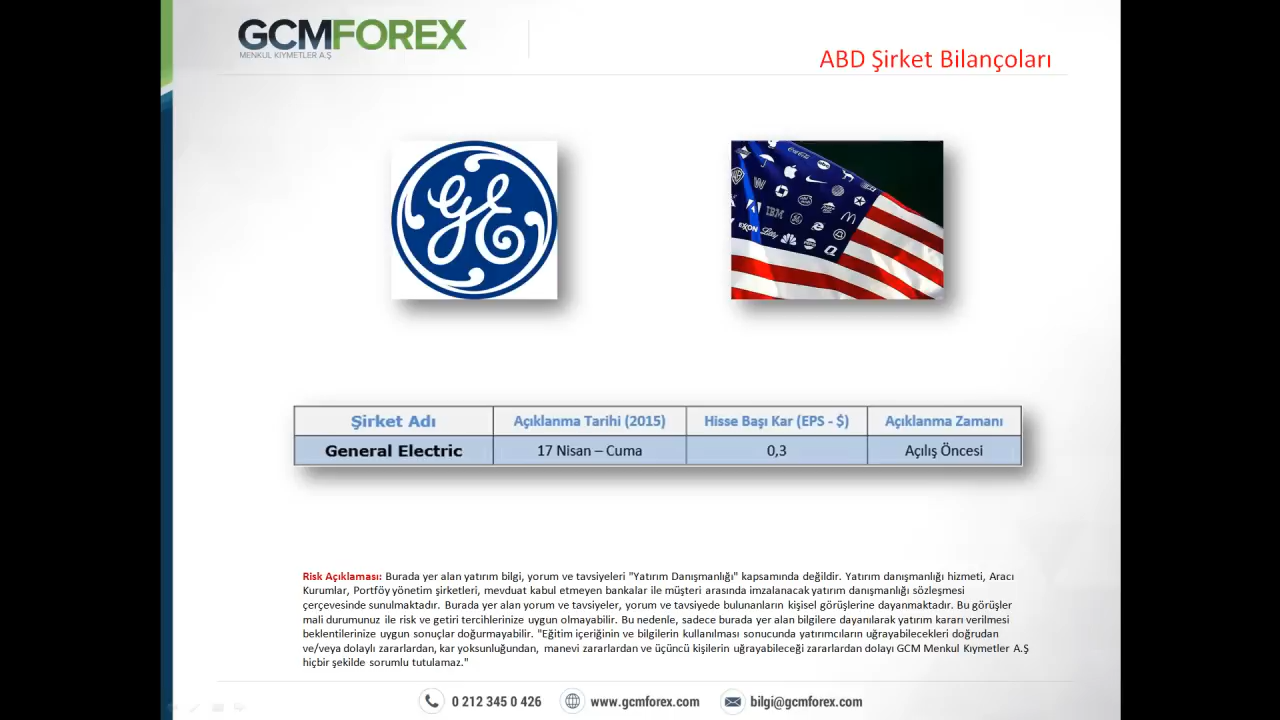 GCMFOREX
MENKUL KIYMETLER A.Ş
ABD Şirket Bilançoları
GE
Coca-Cola
WB
W
IBM
GE
EXON
Lilly
Şirket Adı Açıklanma Tarihi (2015) Hisse Başı Kar (EPS - $) Açıklanma Zamanı
General Electric 17 Nisan – Cuma 0,3 Açılış Öncesi
Risk Açıklaması: Burada yer alan yatırım bilgi, yorum ve tavsiyeleri "Yatırım Danışmanlığı" kapsamında değildir. Yatırım danışmanlığı hizmeti, Aracı
Kurumlar, Portföy yönetim şirketleri, mevduat kabul etmeyen bankalar ile müşteri arasında imzalanacak yatırım danışmanlığı sözleşmesi
çerçevesinde sunulmaktadır. Burada yer alan yorum ve tavsiyeler, yorum ve tavsiyede bulunanların kişisel görüşlerine dayanmaktadır. Bu görüşler
mali durumunuz ile risk ve getiri tercihlerinize uygun olmayabilir. Bu nedenle, sadece burada yer alan bilgilere dayanılarak yatırım kararı verilmesi
beklentilerinize uygun sonuçlar doğurmayabilir. "Eğitim içeriğinin ve bilgilerin kullanılması sonucunda yatırımcıların uğrayabilecekleri doğrudan
ve/veya dolaylı zararlardan, kar yoksunluğundan, manevi zararlardan ve üçüncü kişilerin uğrayabileceği zararlardan dolayı GCM Menkul Kıymetler A.Ş
hiçbir şekilde sorumlu tutulamaz."
0 212 345 0 426 www.gcmforex.com bilgi@gcmforex.com